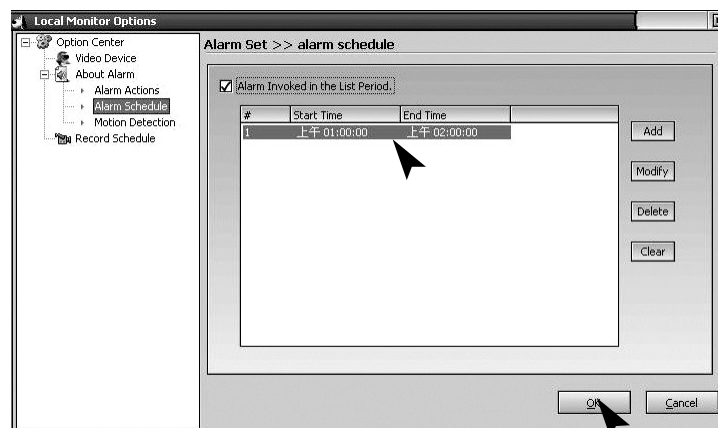 Local Monitor Options
Option Center
Video Device
About Alarm
Alarm Actions
Alarm Schedule
Motion Detection
Record Schedule
Alarm Set >> alarm schedule
Alarm Invoked in the List Period.
# Start Time End Time
1 上午 01:00:00 上午 02:00:00
Add
Modify
Delete
Clear
OK Cancel